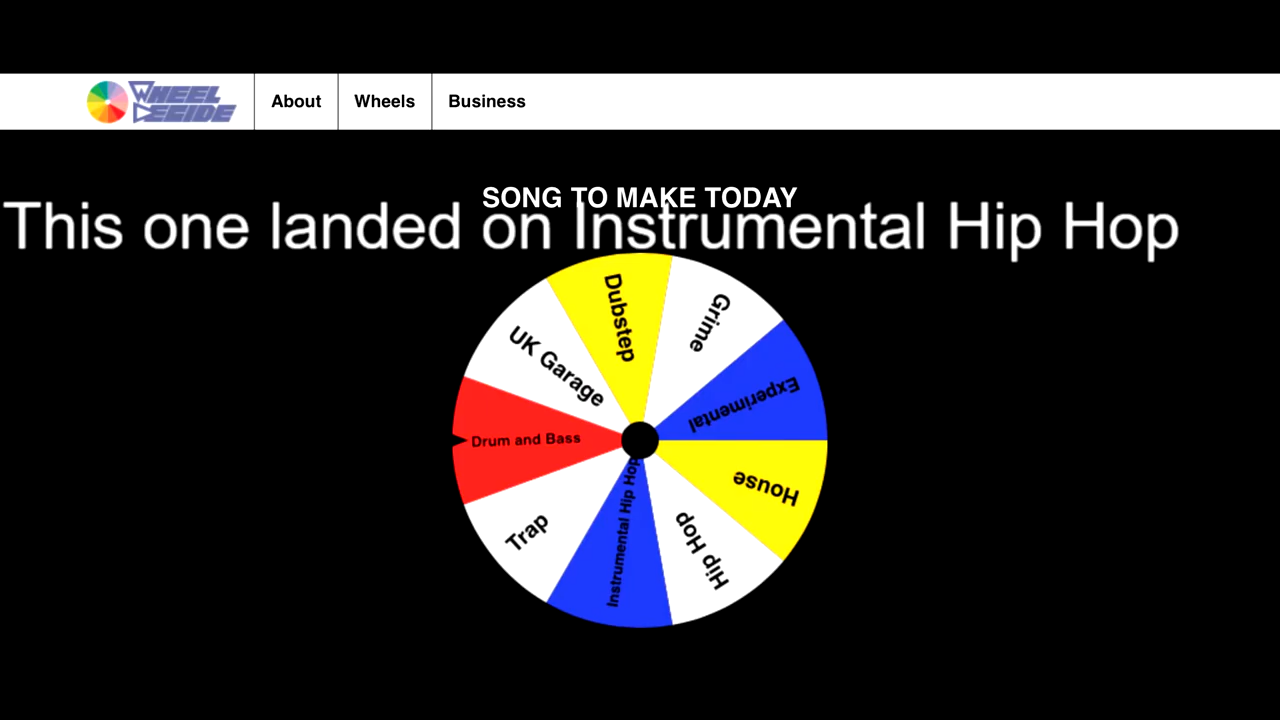 WHEEL DECIDE
About
Wheels
Business
SONG TO MAKE TODAY
This one landed on Instrumental Hip Hop
Dubstep
Grime
Experimental
House
Hip Hop
Instrumental Hip Hop
Trap
Drum and Bass
UK Garage